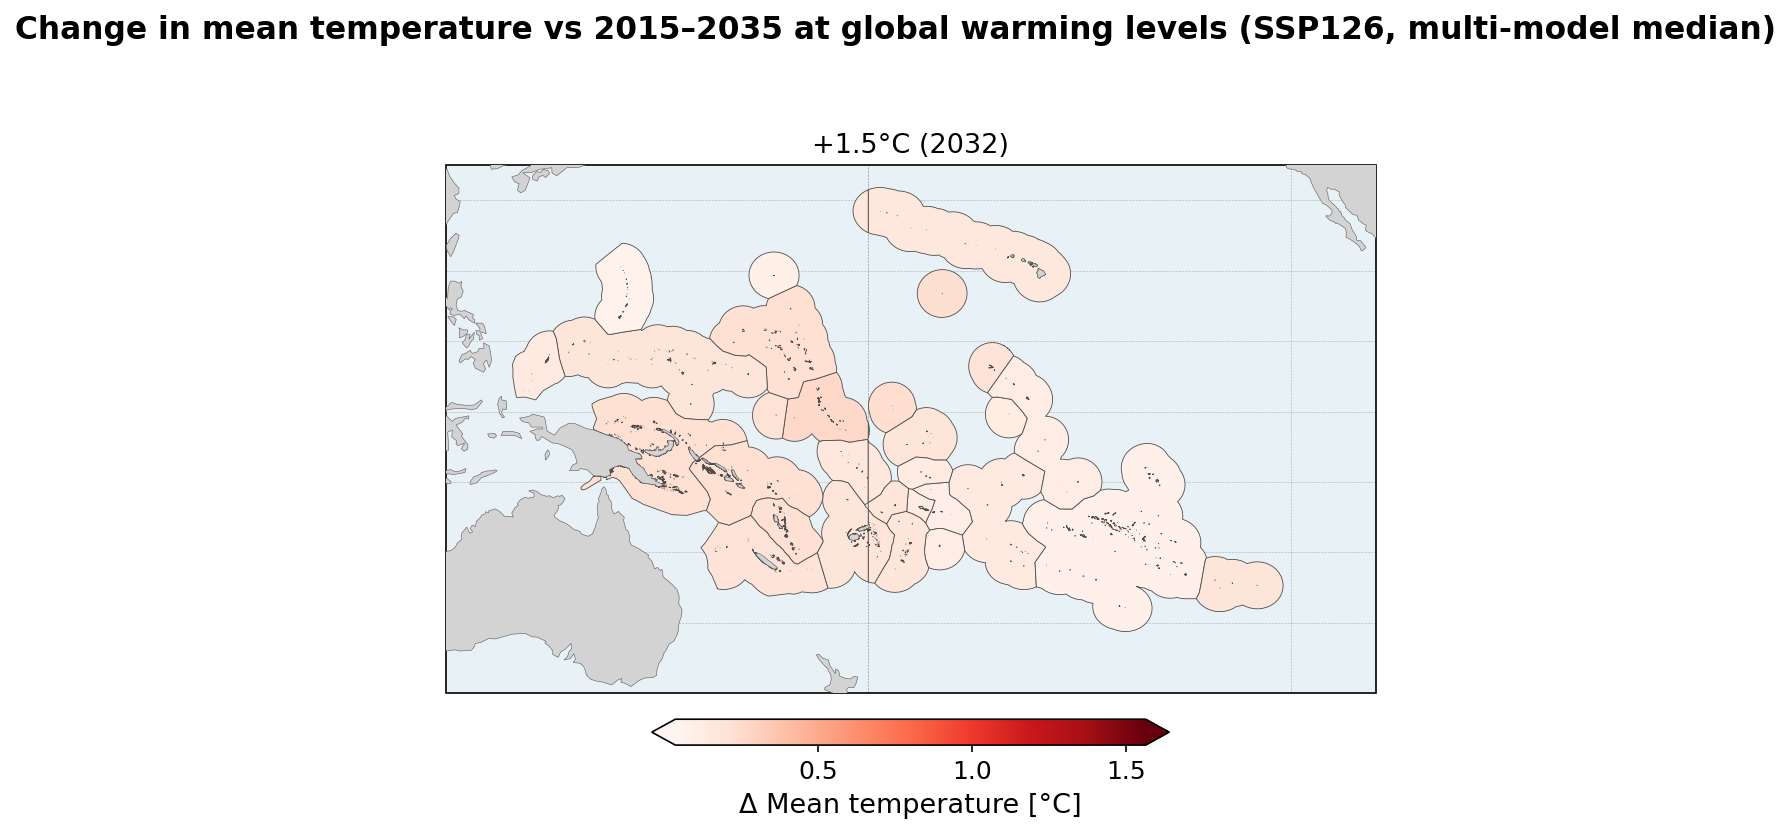 Change in mean temperature vs 2015–2035 at global warming levels (SSP126, multi-model median)
+1.5°C (2032)
0.5 1.0 1.5
Δ Mean temperature [°C]